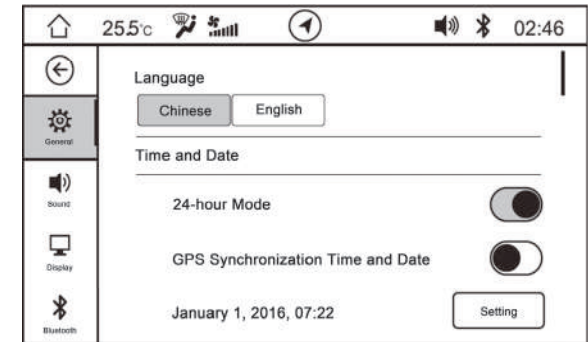 25.5°c 02:46
Language
Chinese English
General
Time and Date
Sound
24-hour Mode
Display
GPS Synchronization Time and Date
Bluetooth
January 1, 2016, 07:22 Setting